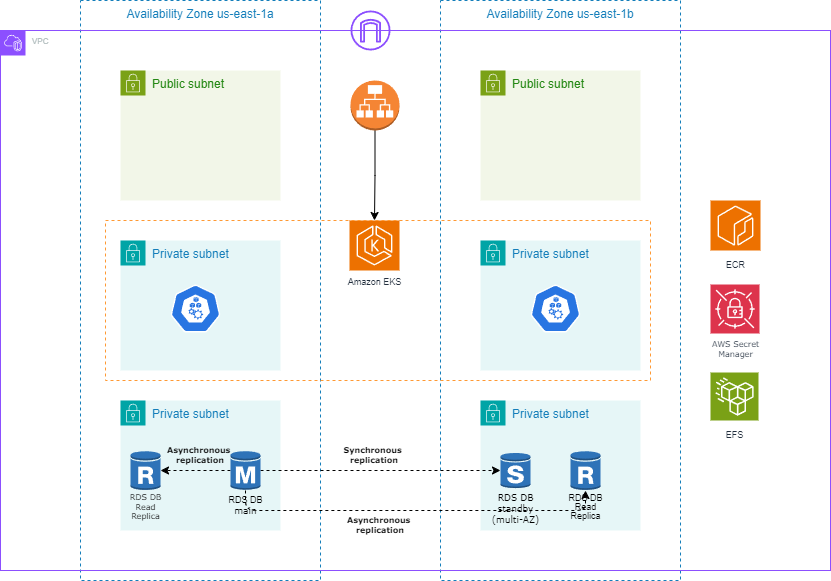 Availability Zone us-east-1a
Availability Zone us-east-1b
VPC
Public subnet
Public subnet
Private subnet
Private subnet
K
Amazon EKS
ECR
AWS Secret
Manager
EFS
Private subnet
Private subnet
Asynchronous
replication
Synchronous
replication
R
M
S
R
RDS DB
Read
Replica
RDS DB
main
RDS DB
standby
(multi-AZ)
RDS DB
Read
Replica
Asynchronous
replication